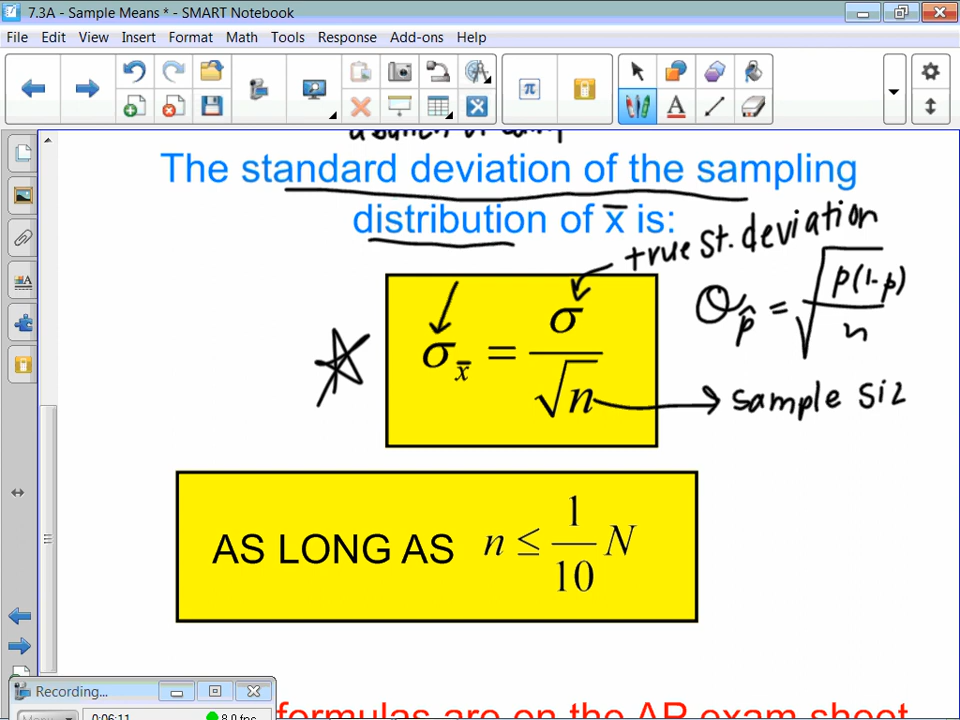 7.3A - Sample Means * - SMART Notebook
File Edit View Insert Format Math Tools Response Add-ons Help
The standard deviation of the sampling
distribution of x̅ is:
true st. deviation
σx̅ = σ/√n
σp̂ = √(p(1-p)/n)
sample siz
AS LONG AS n ≤ 1/10 N
Recording...
0:06:11
8.0 fps
formulas are on the AP exam sheet